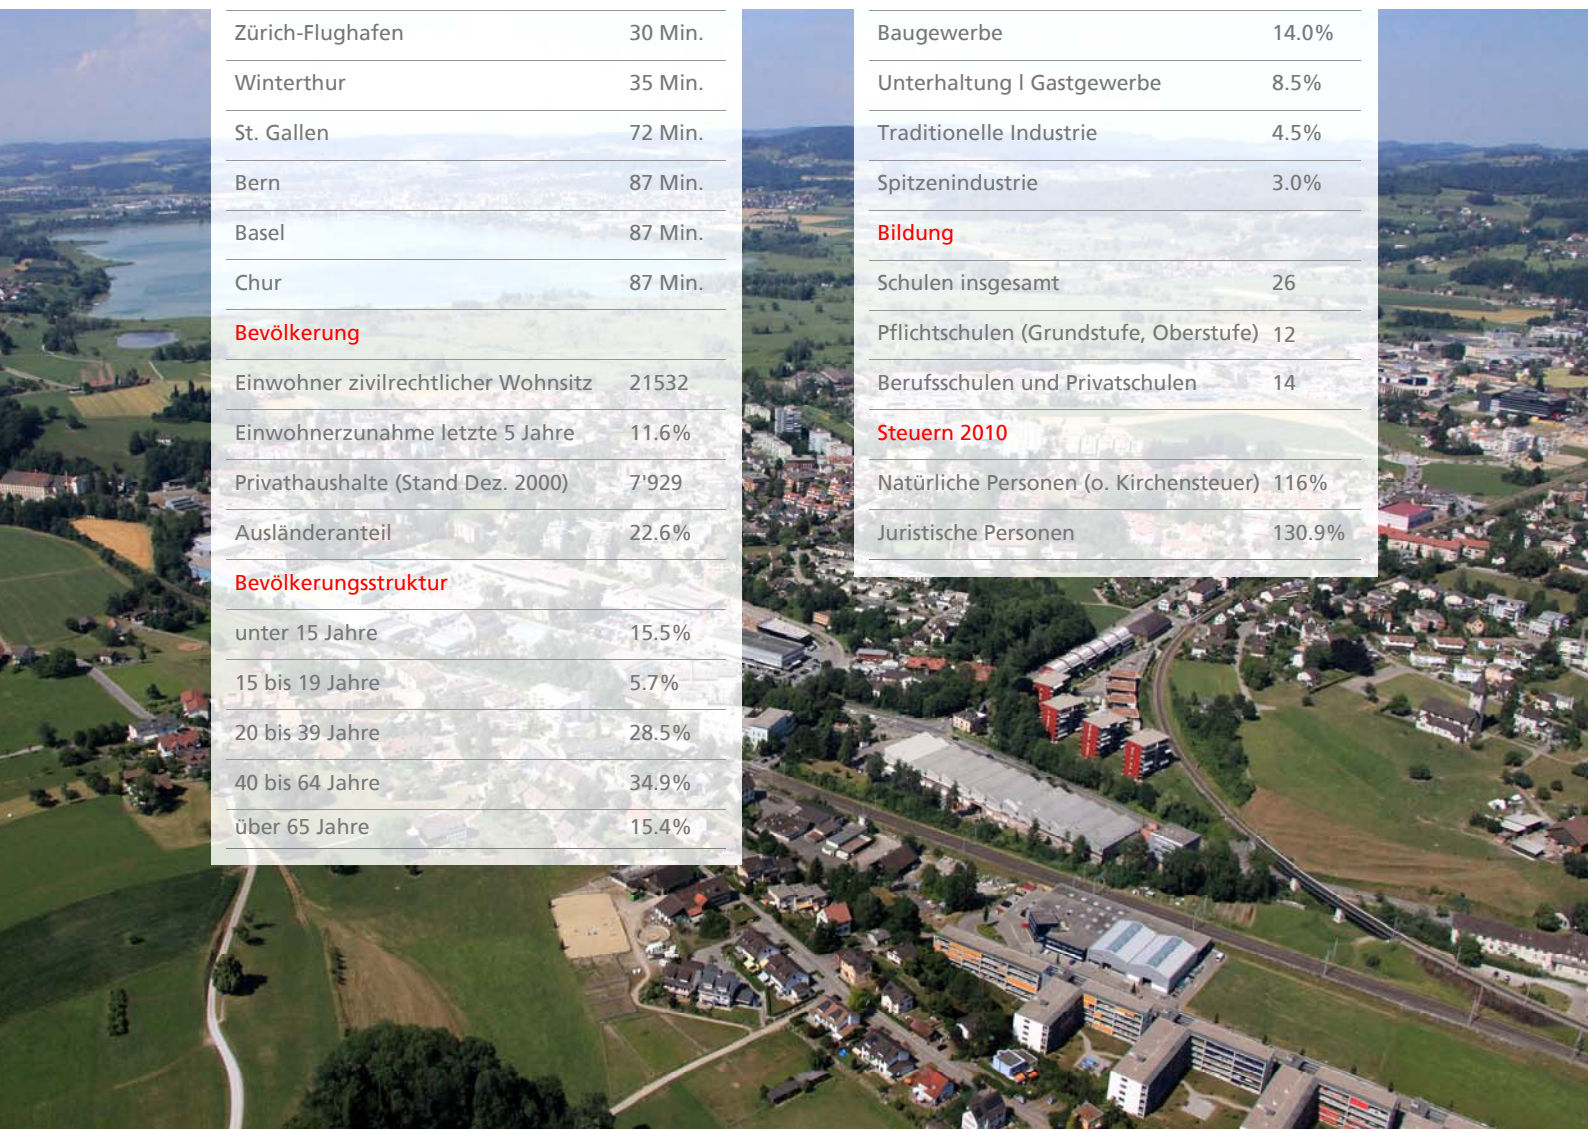 Zürich-Flughafen 30 Min.
Winterthur 35 Min.
St. Gallen 72 Min.
Bern 87 Min.
Basel 87 Min.
Chur 87 Min.
Bevölkerung
Einwohner zivilrechtlicher Wohnsitz 21532
Einwohnerzunahme letzte 5 Jahre 11.6%
Privathaushalte (Stand Dez. 2000) 7'929
Ausländeranteil 22.6%
Bevölkerungsstruktur
unter 15 Jahre 15.5%
15 bis 19 Jahre 5.7%
20 bis 39 Jahre 28.5%
40 bis 64 Jahre 34.9%
über 65 Jahre 15.4%
Baugewerbe 14.0%
Unterhaltung l Gastgewerbe 8.5%
Traditionelle Industrie 4.5%
Spitzenindustrie 3.0%
Bildung
Schulen insgesamt 26
Pflichtschulen (Grundstufe, Oberstufe) 12
Berufsschulen und Privatschulen 14
Steuern 2010
Natürliche Personen (o. Kirchensteuer) 116%
Juristische Personen 130.9%